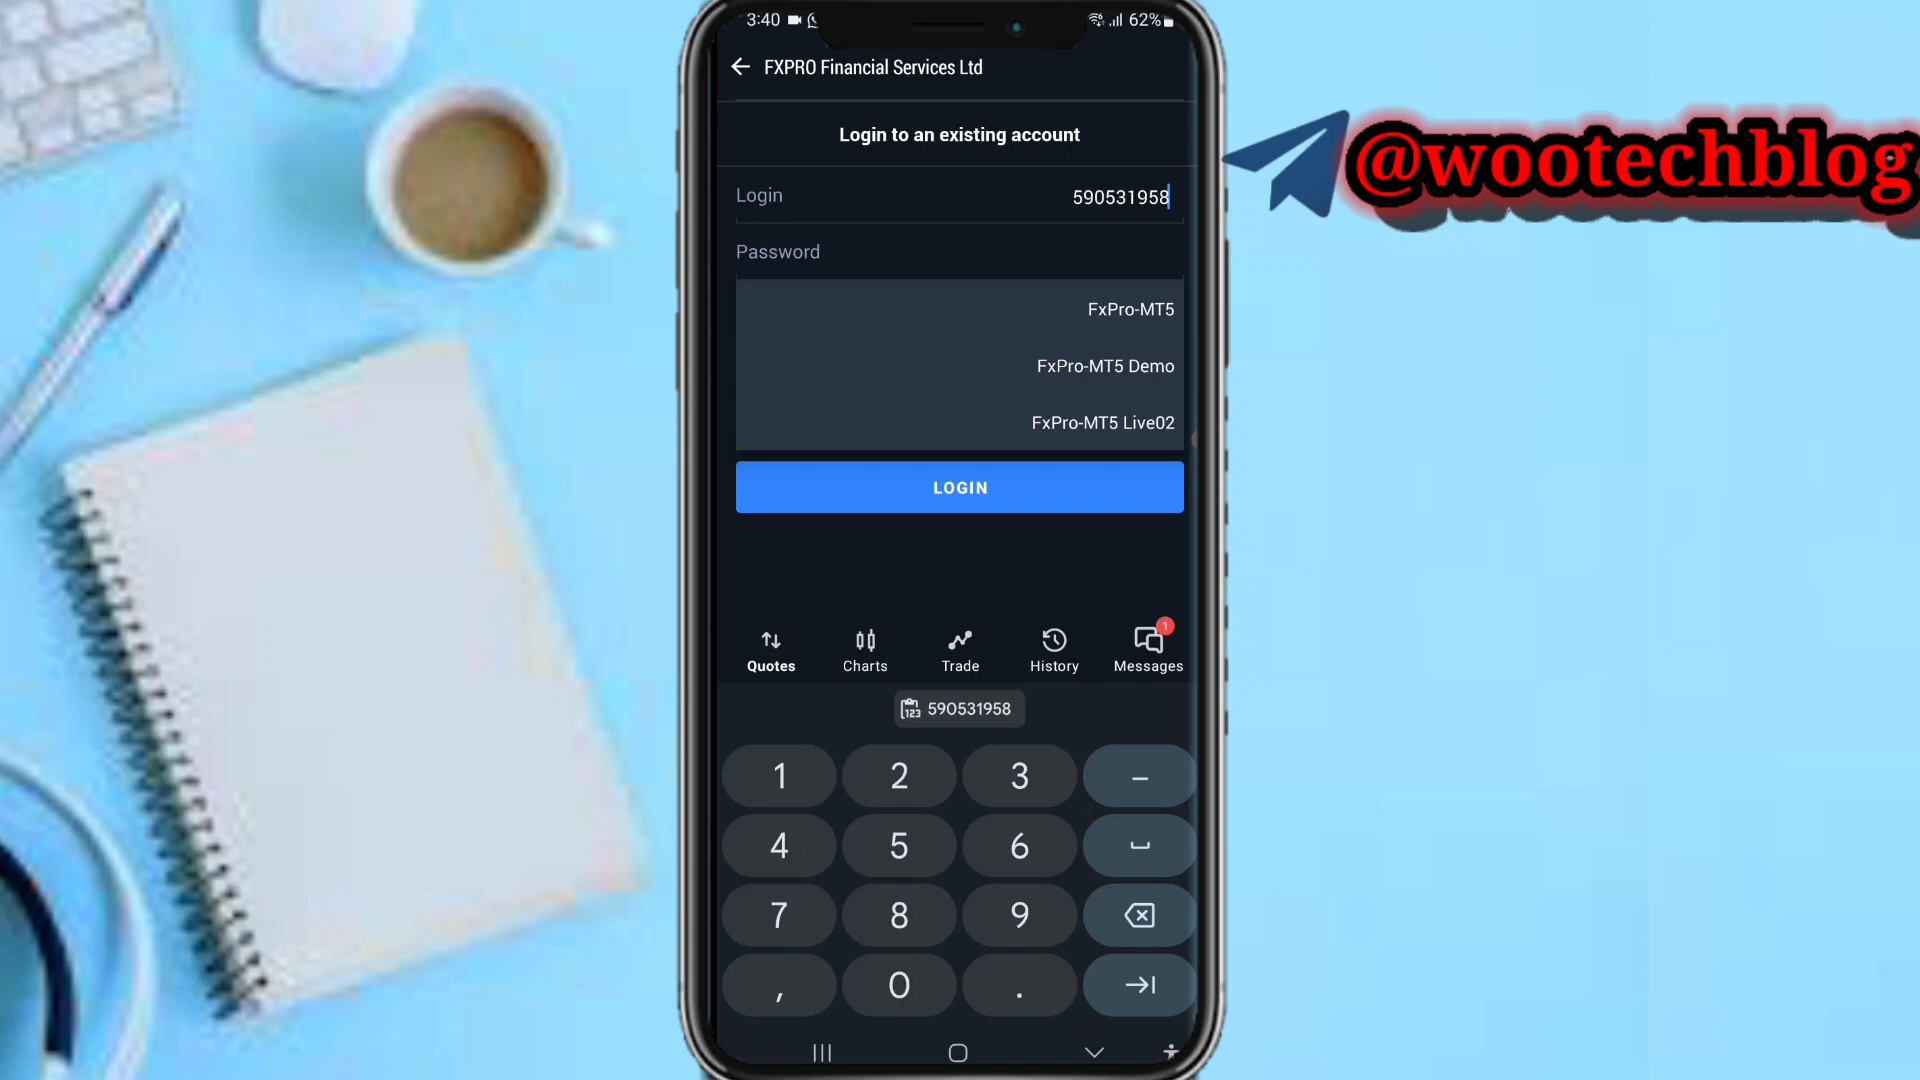 3:40
62%
FXPRO Financial Services Ltd
Login to an existing account
Login 590531958
Password
FxPro-MT5
FxPro-MT5 Demo
FxPro-MT5 Live02
LOGIN
Quotes Charts Trade History Messages 1
123 590531958
1 2 3 –
4 5 6
7 8 9
, 0 .
@wootechblog